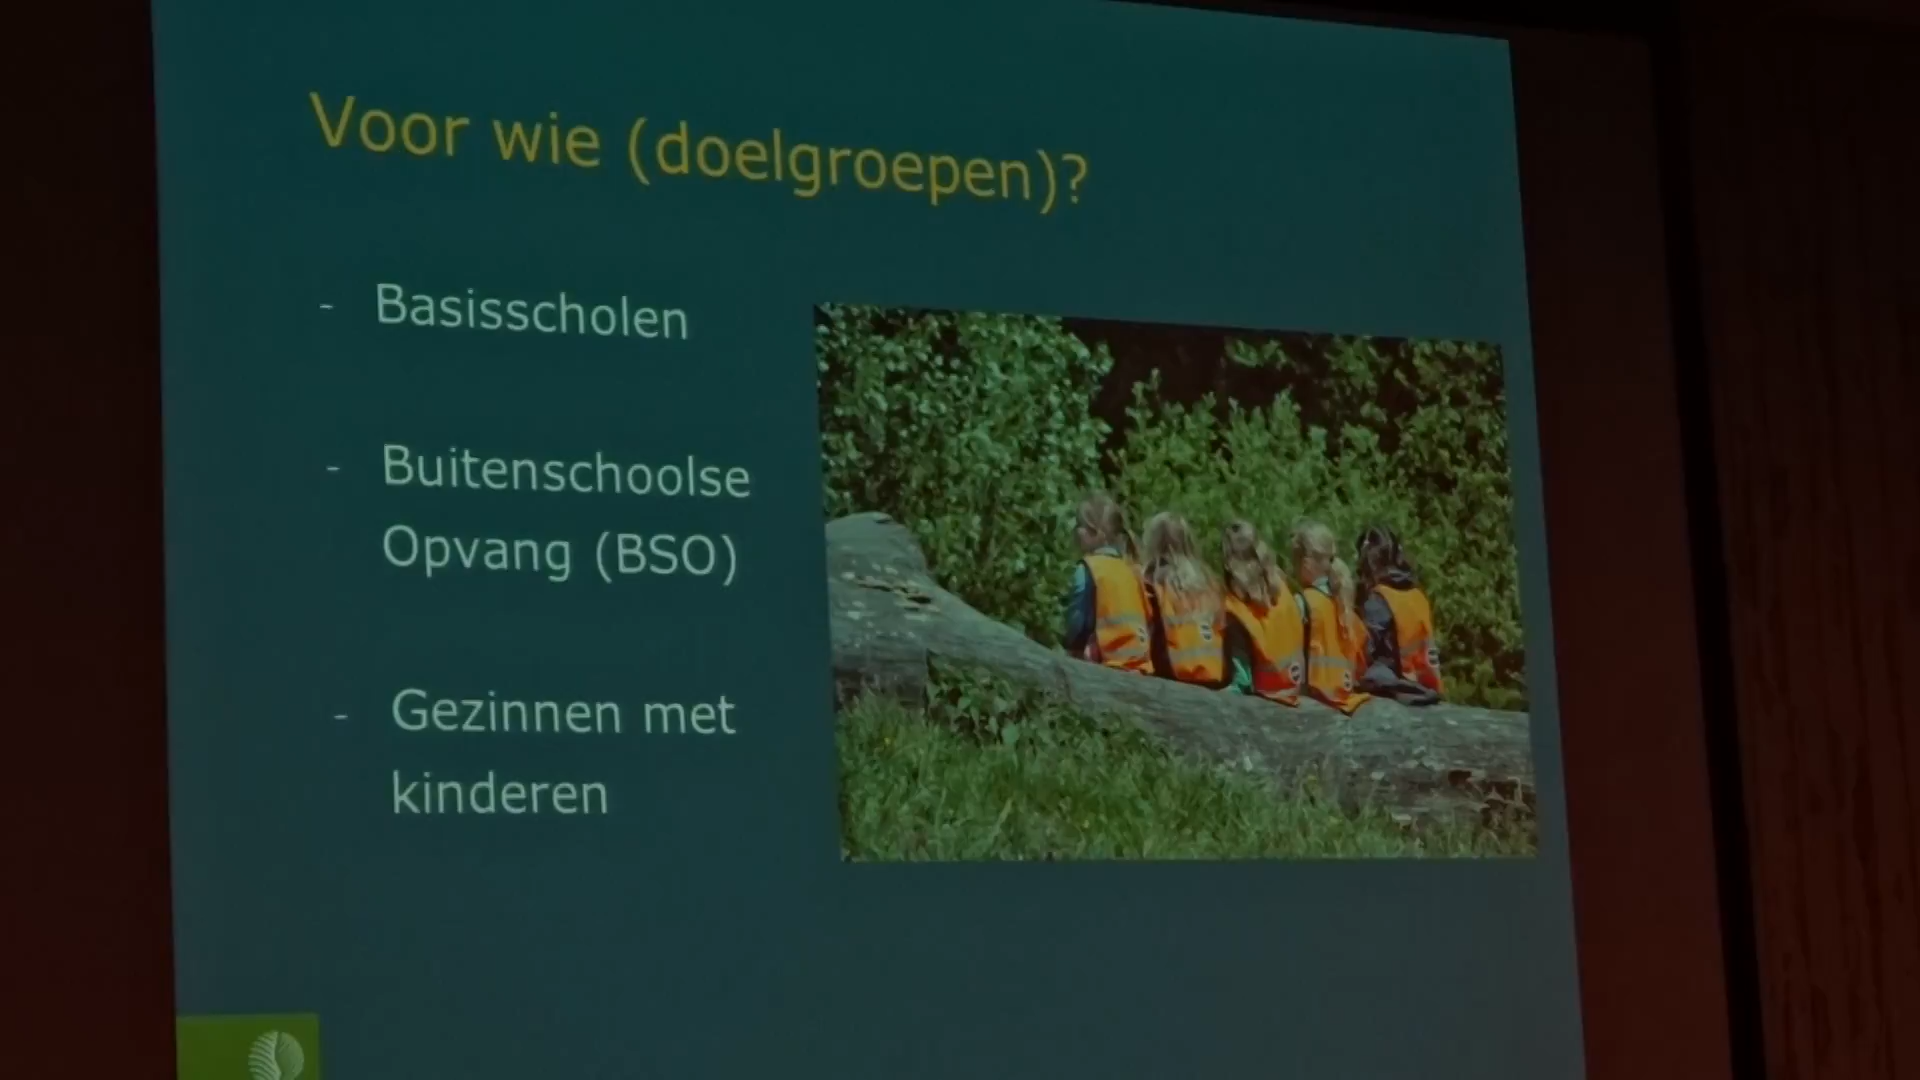 Voor wie (doelgroepen)?
- Basisscholen
- Buitenschoolse
Opvang (BSO)
- Gezinnen met
kinderen